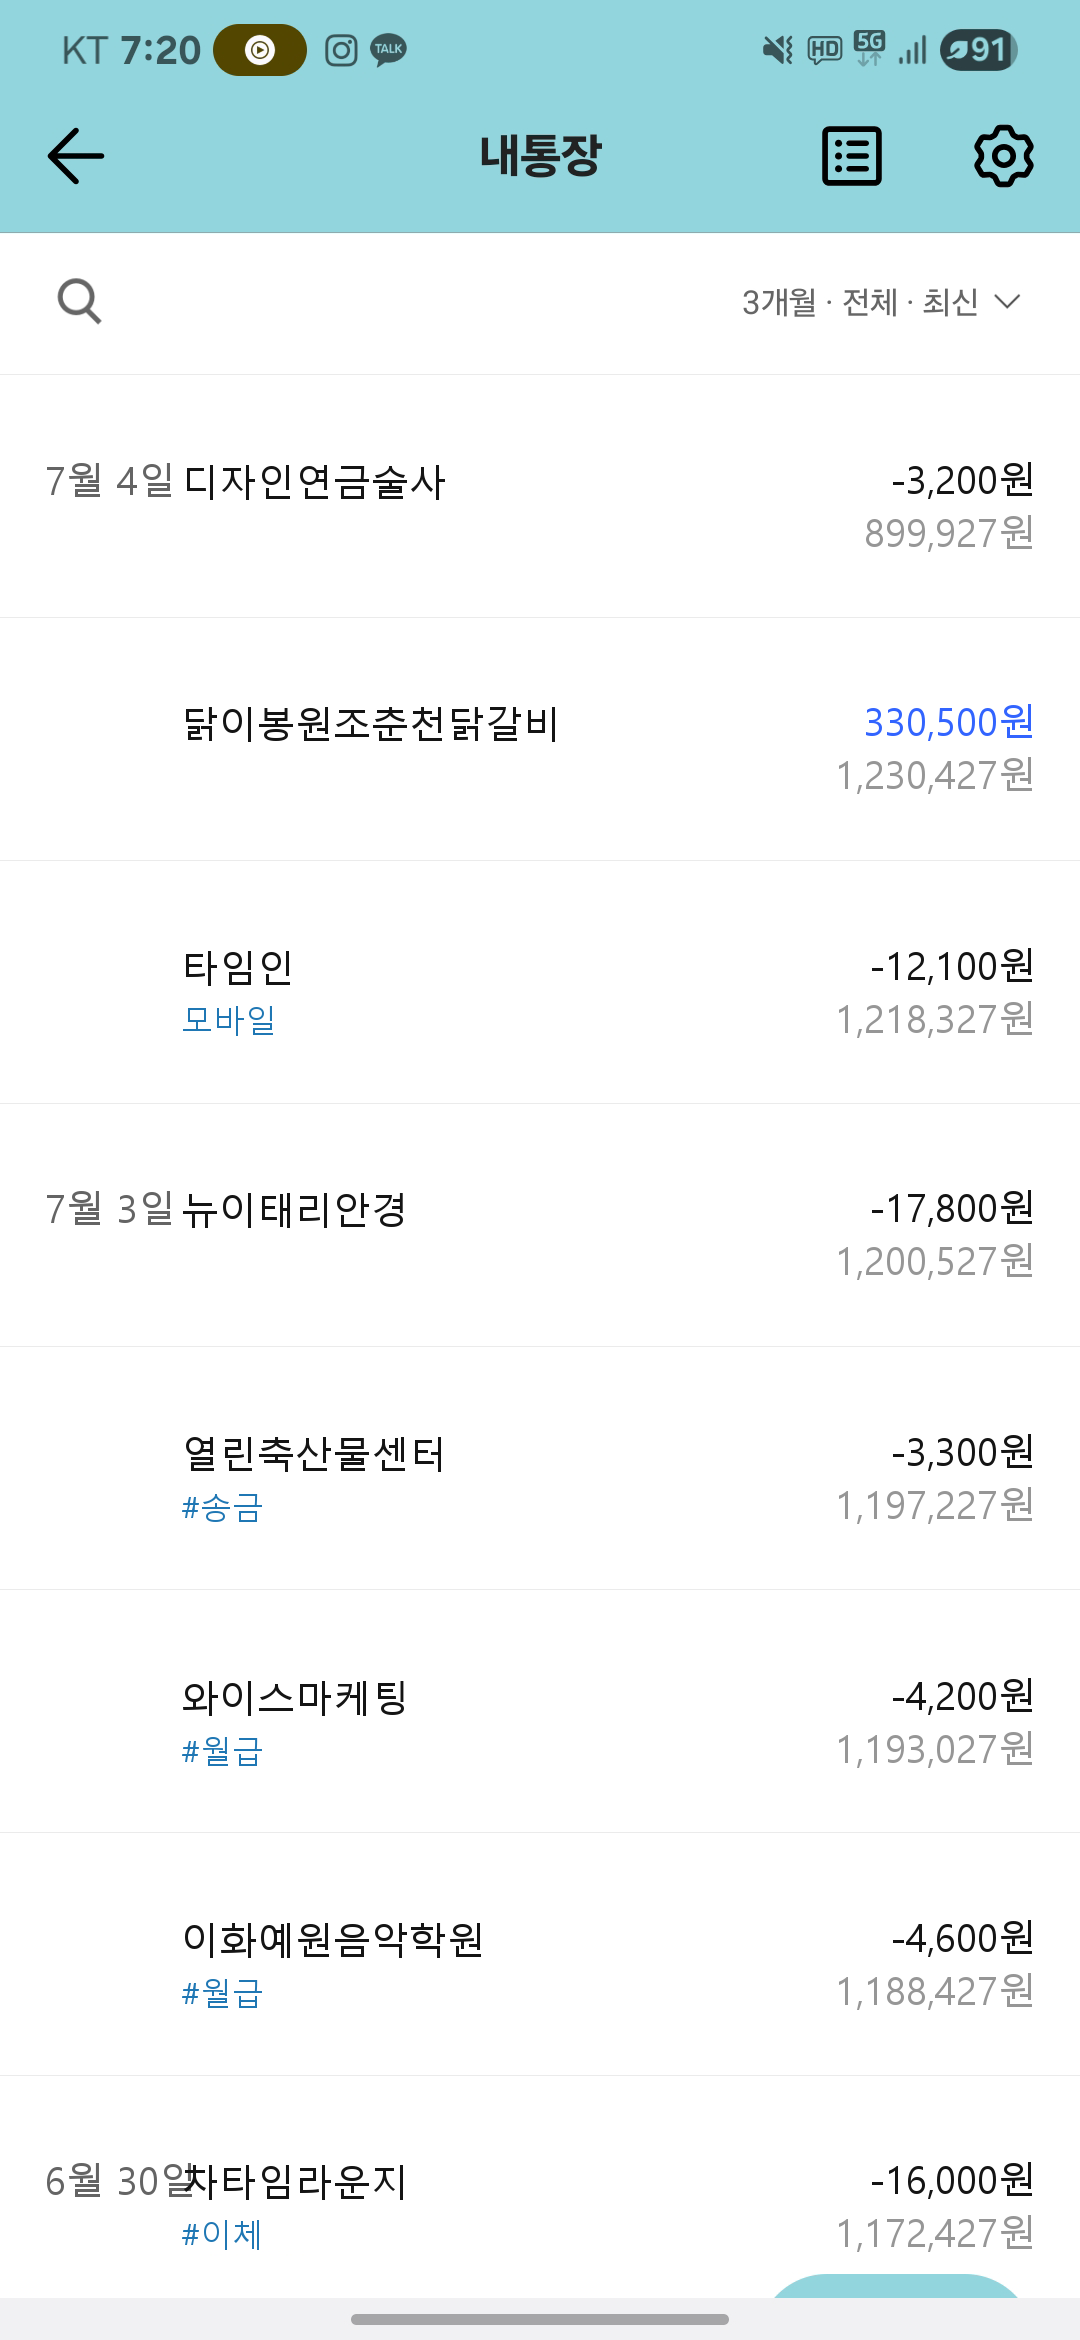 KT 7:20 TALK HD 5G 91
내통장
3개월 · 전체 · 최신
7월 4일 디자인연금술사 -3,200원
899,927원
닭이봉원조춘천닭갈비 330,500원
1,230,427원
타임인 -12,100원
모바일 1,218,327원
7월 3일 뉴이태리안경 -17,800원
1,200,527원
열린축산물센터 -3,300원
#송금 1,197,227원
와이스마케팅 -4,200원
#월급 1,193,027원
이화예원음악학원 -4,600원
#월급 1,188,427원
6월 30일 차타임라운지 -16,000원
#이체 1,172,427원